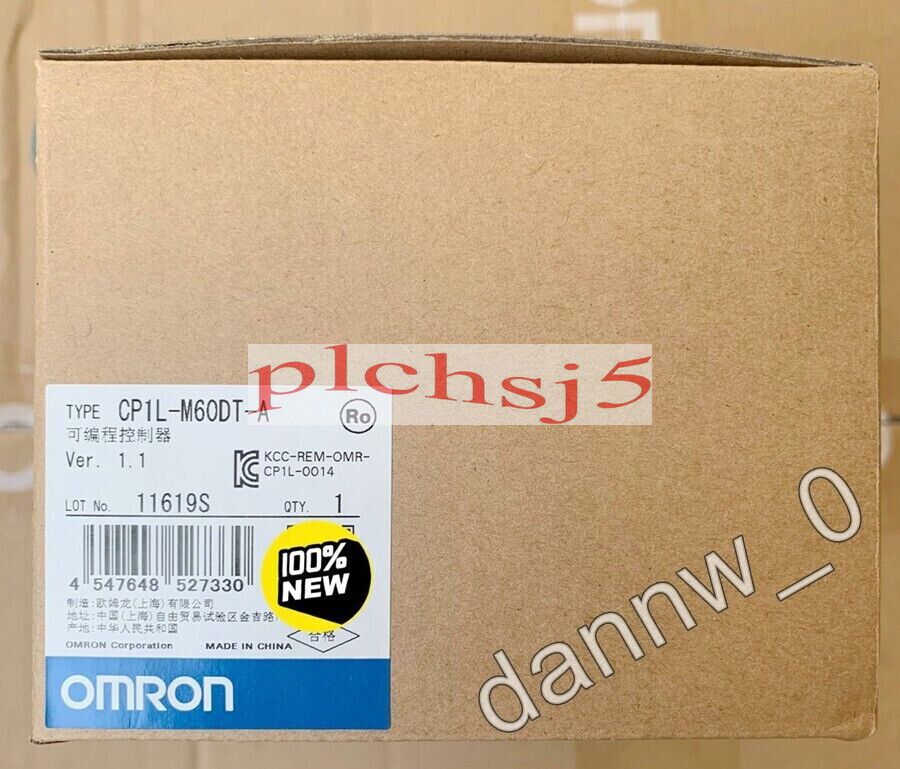 plchsj5
TYPE CP1L-M60DT-A
Ro
可编程控制器
Ver. 1.1
KC
KCC-REM-OMR-
CP1L-0014
LOT No. 11619S QTY. 1
4 547648 527330
100%
NEW
制造:欧姆龙(上海)有限公司
地址:中国(上海)自由贸易试验区金吉路
产地:中华人民共和国
合格
OMRON Corporation MADE IN CHINA
OMRON
dannw_0